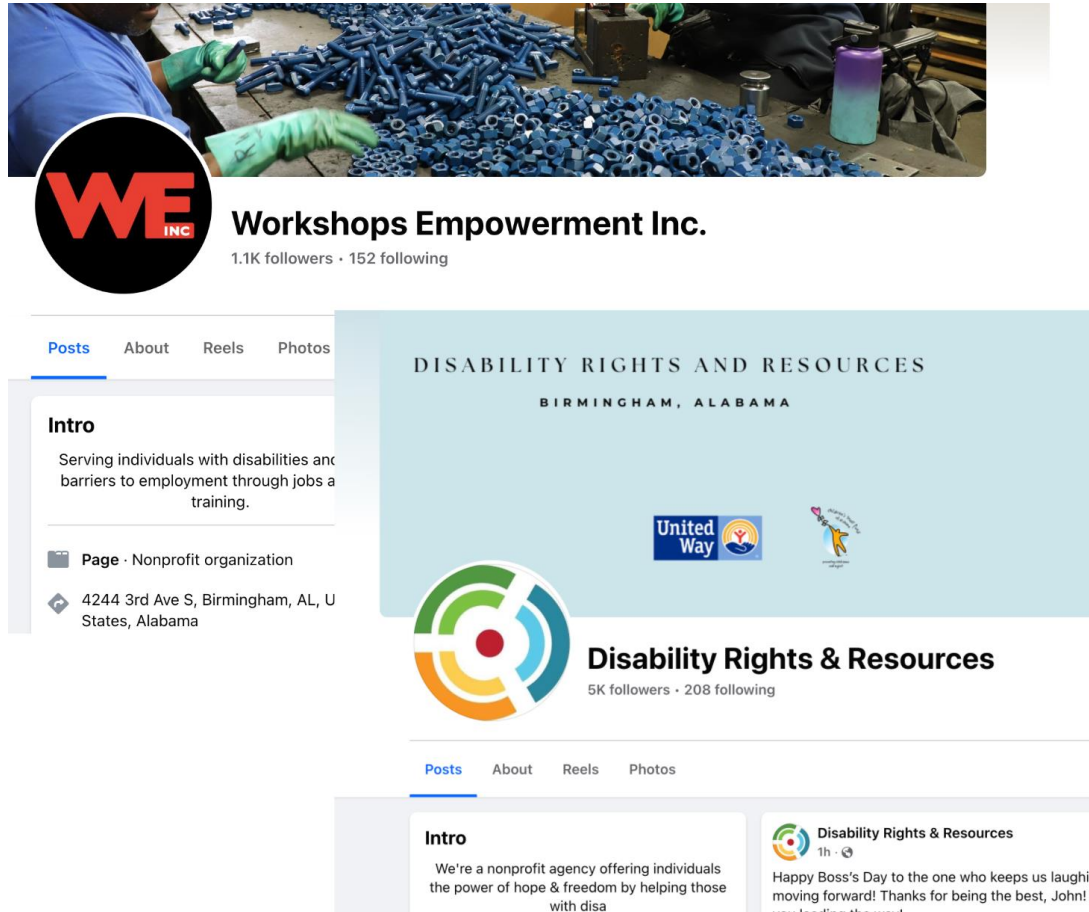 WE
INC
Workshops Empowerment Inc.
1.1K followers · 152 following
Posts About Reels Photos
Intro
Serving individuals with disabilities and
barriers to employment through jobs a
training.
Page · Nonprofit organization
4244 3rd Ave S, Birmingham, AL, U
States, Alabama
DISABILITY RIGHTS AND RESOURCES
BIRMINGHAM, ALABAMA
United
Way
Disability Rights & Resources
5K followers · 208 following
Posts About Reels Photos
Intro
We're a nonprofit agency offering individuals
the power of hope & freedom by helping those
with disa
Disability Rights & Resources
1h ·
Happy Boss's Day to the one who keeps us laughi
moving forward! Thanks for being the best, John!
you leading the way!